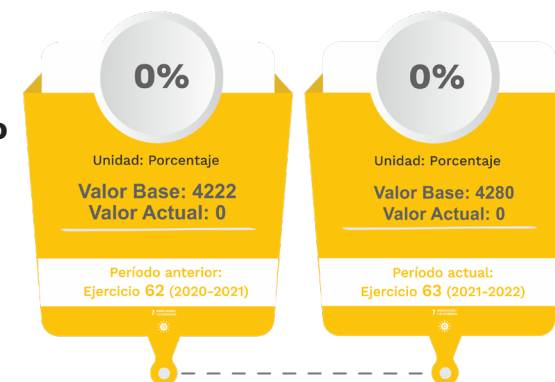 0%
Unidad: Porcentaje
Valor Base: 4222
Valor Actual: 0
Período anterior:
Ejercicio 62 (2020-2021)
0%
Unidad: Porcentaje
Valor Base: 4280
Valor Actual: 0
Período actual:
Ejercicio 63 (2021-2022)